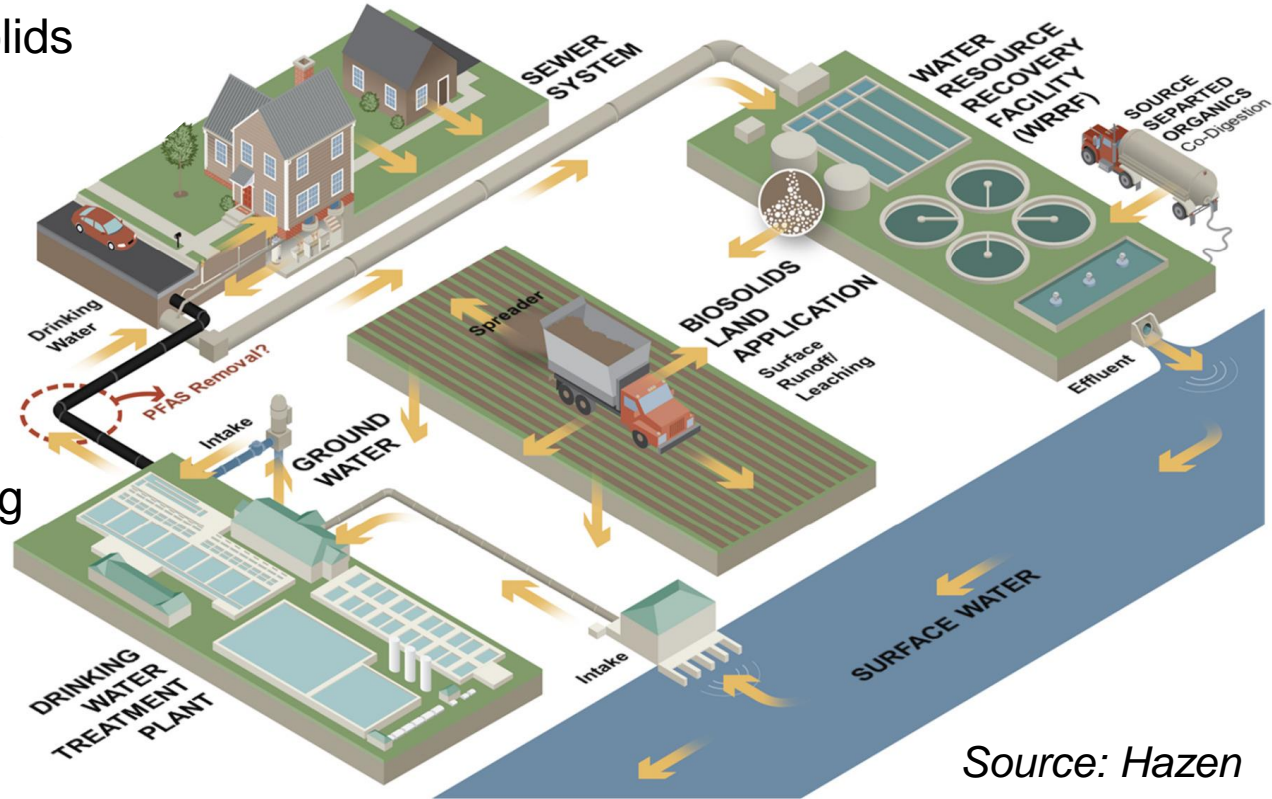 lids
SEWER
SYSTEM
WATER
RESOURCE
RECOVERY
FACILITY
(WRRF)
SOURCE
SEPARTED
ORGANICS
Co-Digestion
Drinking
Water
PFAS Removal?
Spreader
BIOSOLIDS
LAND
APPLICATION
Surface
Runoff/
Leaching
Effluent
Intake
GROUND
WATER
g
DRINKING
WATER
TREATMENT
PLANT
Intake
SURFACE WATER
Source: Hazen